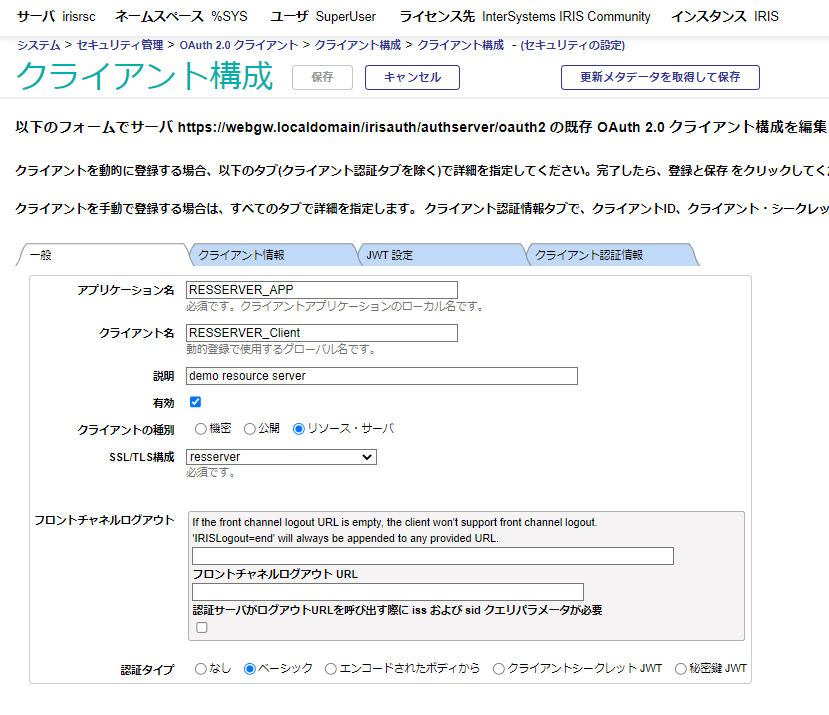 サーバ irisrsc ネームスペース %SYS ユーザ SuperUser ライセンス先 InterSystems IRIS Community インスタンス IRIS
システム > セキュリティ管理 > OAuth 2.0 クライアント > クライアント構成 > クライアント構成 - (セキュリティの設定)
クライアント構成 保存 キャンセル 更新メタデータを取得して保存
以下のフォームでサーバ https://webgw.localdomain/irisauth/authserver/oauth2 の既存 OAuth 2.0 クライアント構成を編集
クライアントを動的に登録する場合、以下のタブ(クライアント認証タブを除く)で詳細を指定してください。完了したら、登録と保存 をクリックしてくだ
クライアントを手動で登録する場合は、すべてのタブで詳細を指定します。 クライアント認証情報タブで、クライアントID、クライアント・シークレッ
一般 クライアント情報 JWT 設定 クライアント認証情報
アプリケーション名 RESSERVER_APP
必須です。クライアントアプリケーションのローカル名です。
クライアント名 RESSERVER_Client
動的登録で使用するグローバル名です。
説明 demo resource server
有効
クライアントの種別 機密 公開 リソース・サーバ
SSL/TLS構成 resserver
必須です。
フロントチャネルログアウト If the front channel logout URL is empty, the client won't support front channel logout.
'IRISLogout=end' will always be appended to any provided URL.
フロントチャネルログアウト URL
認証サーバがログアウトURLを呼び出す際に iss および sid クエリパラメータが必要
認証タイプ なし ベーシック エンコードされたボディから クライアントシークレット JWT 秘密鍵 JWT